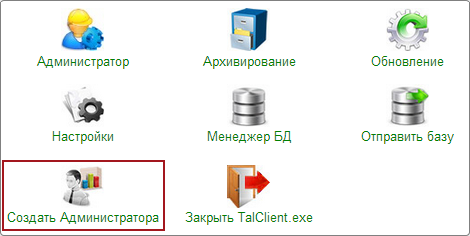 Администратор Архивирование Обновление
Настройки Менеджер БД Отправить базу
Создать Администратора Закрыть TalClient.exe